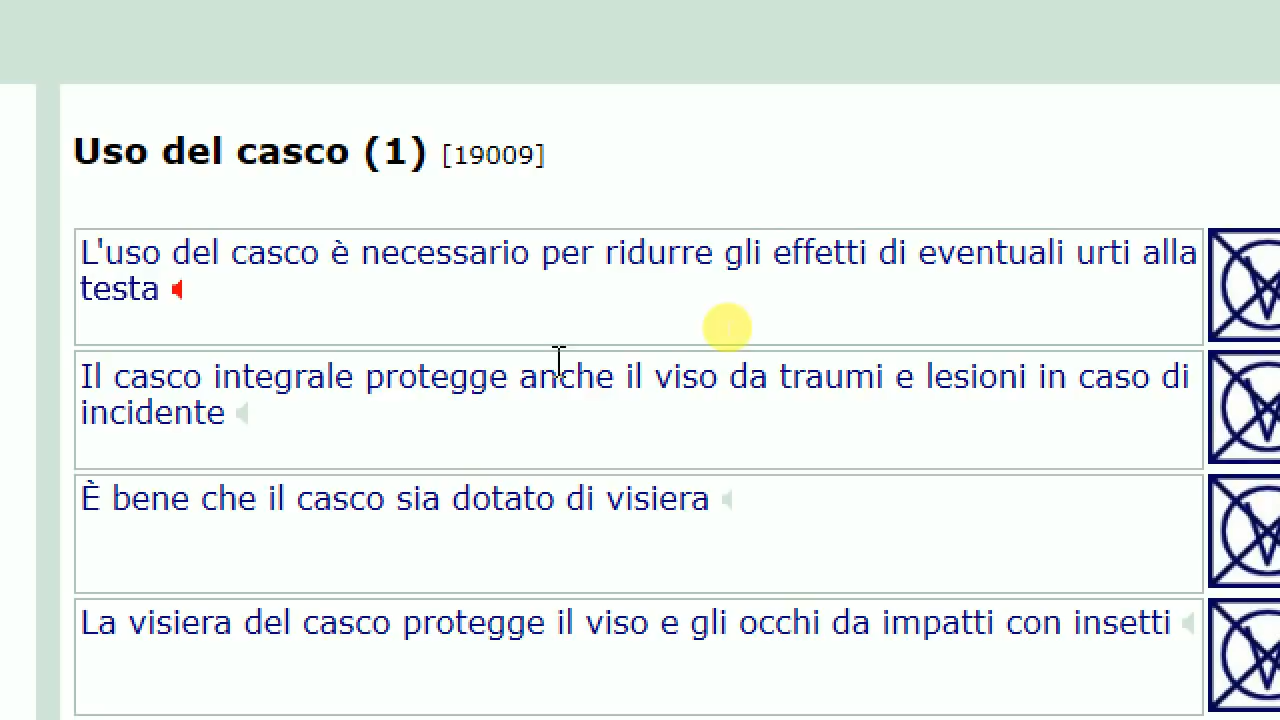 Uso del casco (1) [19009]
L'uso del casco è necessario per ridurre gli effetti di eventuali urti alla
testa
Il casco integrale protegge anche il viso da traumi e lesioni in caso di
incidente
È bene che il casco sia dotato di visiera
La visiera del casco protegge il viso e gli occhi da impatti con insetti